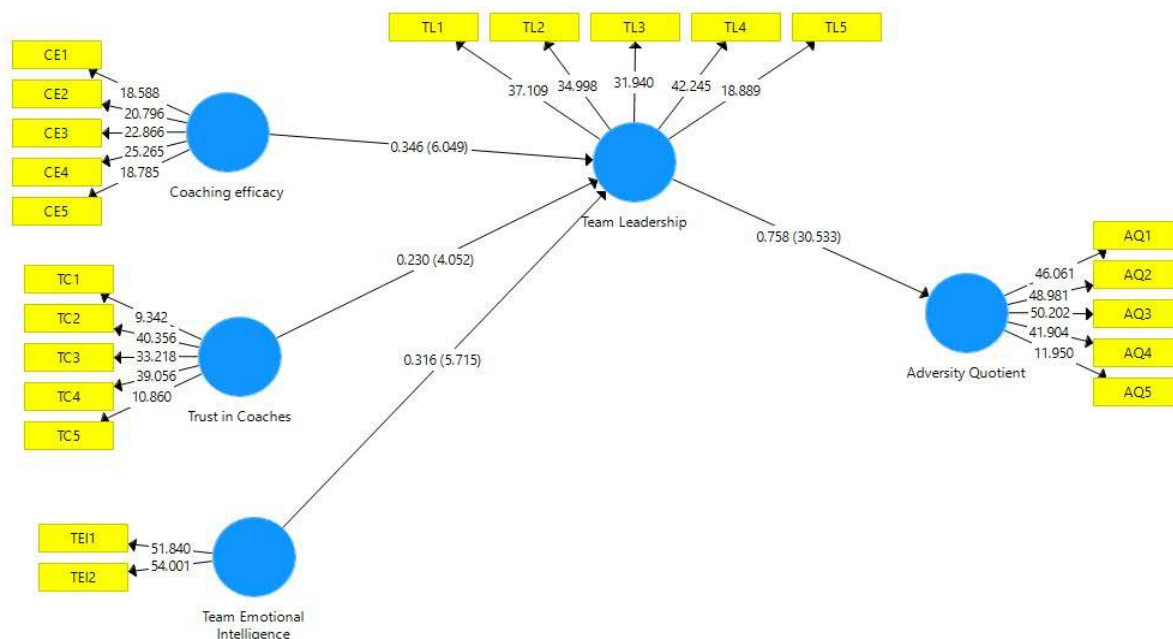 TL1
TL2
TL3
TL4
TL5
37.109
34.998
31.940
42.245
18.889
Team Leadership
CE1
CE2
CE3
CE4
CE5
18.588
20.796
22.866
25.265
18.785
Coaching efficacy
0.346 (6.049)
TC1
TC2
TC3
TC4
TC5
9.342
40.356
33.218
39.056
10.860
Trust in Coaches
0.230 (4.052)
TEI1
TEI2
51.840
54.001
Team Emotional
Intelligence
0.316 (5.715)
0.758 (30.533)
AQ1
AQ2
AQ3
AQ4
AQ5
46.061
48.981
50.202
41.904
11.950
Adversity Quotient